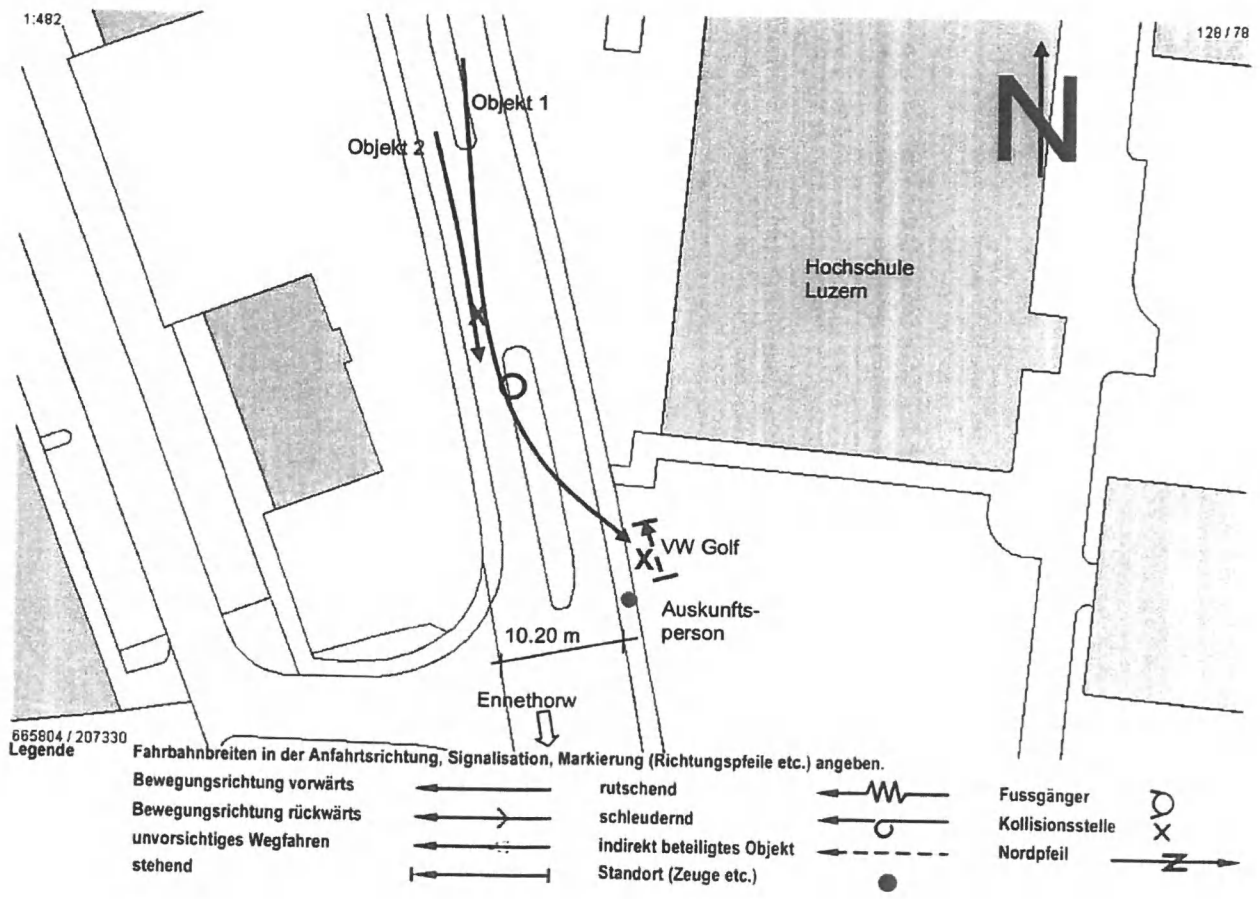 1:482
128 / 78
N
Objekt 1
Objekt 2
Hochschule
Luzern
X
VW Golf
X
Auskunfts-
person
10.20 m
Ennethorw
665804 / 207330
Legende
Fahrbahnbreiten in der Anfahrtsrichtung, Signalisation, Markierung (Richtungspfeile etc.) angeben.
Bewegungsrichtung vorwärts
rutschend
Fussgänger
Bewegungsrichtung rückwärts
schleudernd
Kollisionsstelle
X
unvorsichtiges Wegfahren
indirekt beteiligtes Objekt
Nordpfeil
N
stehend
Standort (Zeuge etc.)